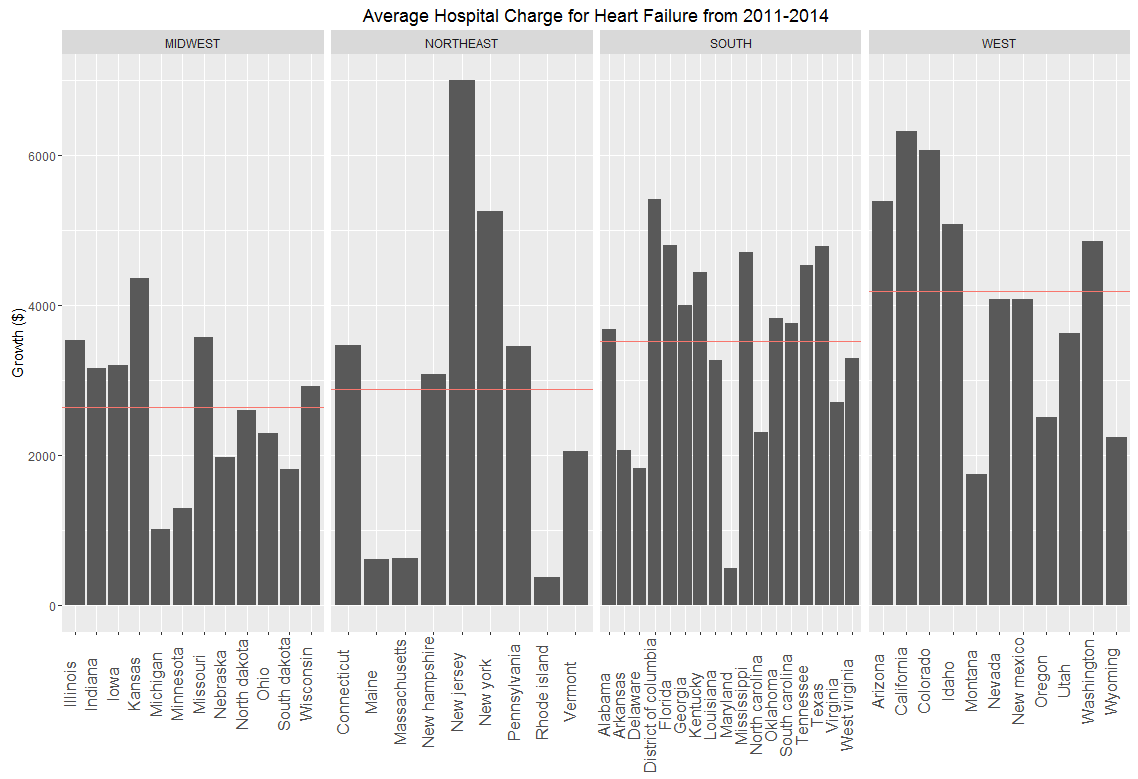 Average Hospital Charge for Heart Failure from 2011-2014
MIDWEST
NORTHEAST
SOUTH
WEST
Growth ($)
6000
4000
2000
0
Illinois
Indiana
Iowa
Kansas
Michigan
Minnesota
Missouri
Nebraska
North dakota
Ohio
South dakota
Wisconsin
Connecticut
Maine
Massachusetts
New hampshire
New jersey
New york
Pennsylvania
Rhode island
Vermont
Alabama
Arkansas
Delaware
District of columbia
Florida
Georgia
Kentucky
Louisiana
Maryland
Mississippi
North carolina
Oklahoma
South carolina
Tennessee
Texas
Virginia
West virginia
Arizona
California
Colorado
Idaho
Montana
Nevada
New mexico
Oregon
Utah
Washington
Wyoming